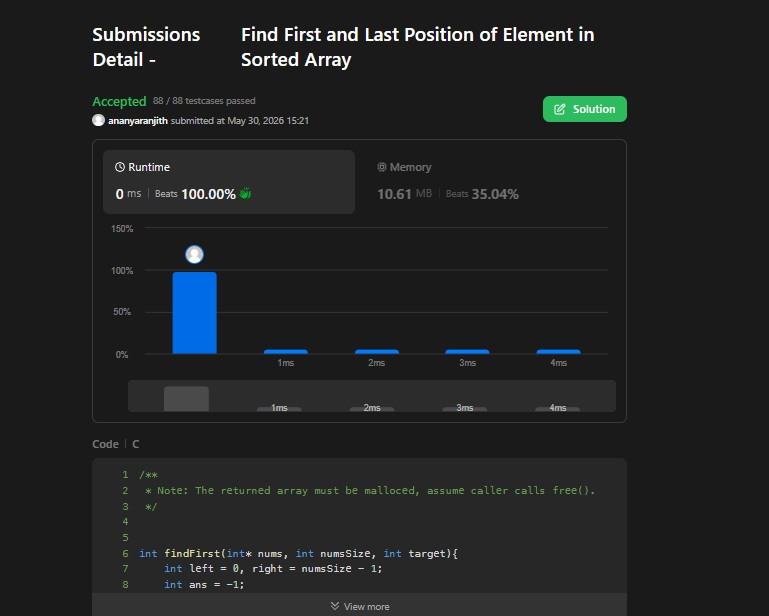 Submissions Detail -
Find First and Last Position of Element in Sorted Array
Accepted 88 / 88 testcases passed
Solution
ananyaranjith submitted at May 30, 2026 15:21
Runtime
Memory
0 ms | Beats 100.00%
10.61 MB | Beats 35.04%
150%
100%
50%
0%
1ms 2ms 3ms 4ms
1ms 2ms 3ms 4ms
Code | C
1 /**
2 * Note: The returned array must be malloced, assume caller calls free().
3 */
4
5
6 int findFirst(int* nums, int numsSize, int target){
7 int left = 0, right = numsSize - 1;
8 int ans = -1;
View more